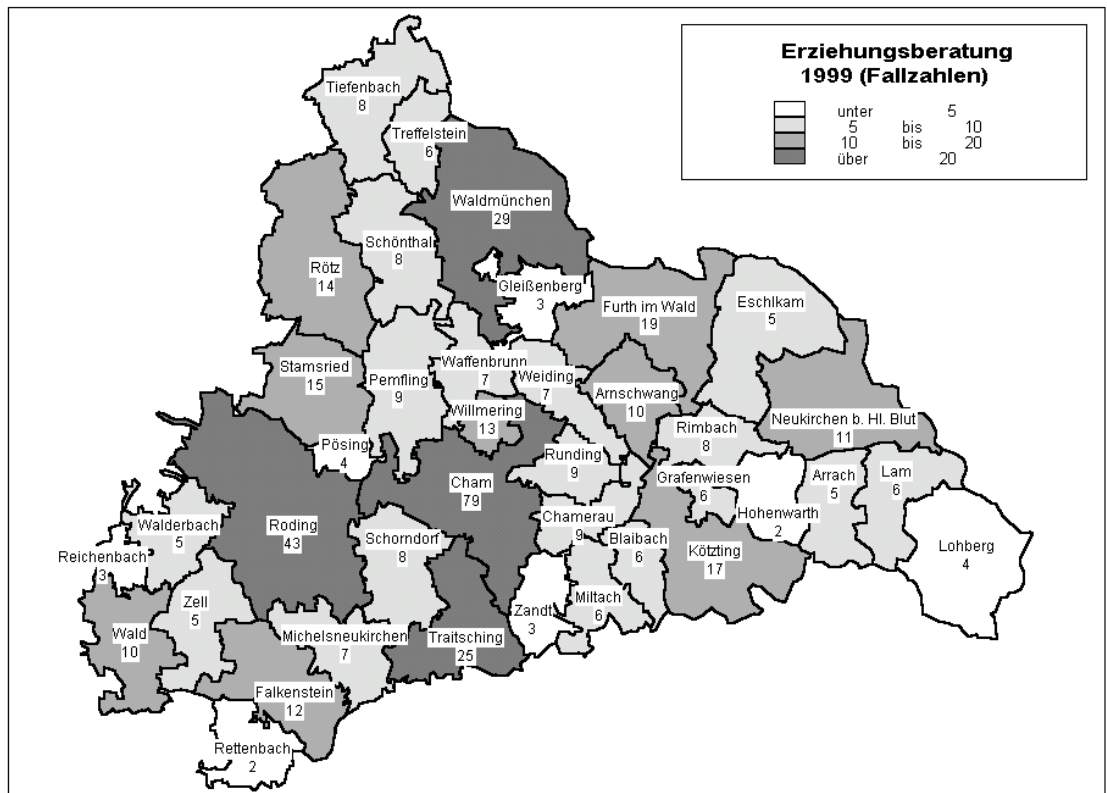 Erziehungsberatung
1999 (Fallzahlen)
unter 5
5 bis 10
10 bis 20
über 20
Tiefenbach
8
Treffelstein
6
Waldmünchen
29
Schönthal
8
Rötz
14
Gleißenberg
3
Furth im Wald
19
Eschlkam
5
Stamsried
15
Pemfling
9
Waffenbrunn
7
Weiding
7
Arnschwang
10
Willmering
13
Neukirchen b. Hl. Blut
11
Rimbach
8
Pösing
4
Runding
9
Cham
79
Grafenwiesen
6
Hohenwarth
2
Arrach
5
Lam
6
Lohberg
4
Walderbach
5
Roding
43
Schorndorf
8
Chamerau
9
Blaibach
6
Kötzting
17
Reichenbach
3
Zell
5
Zandt
3
Miltach
6
Wald
10
Michelsneukirchen
7
Traitsching
25
Falkenstein
12
Rettenbach
2